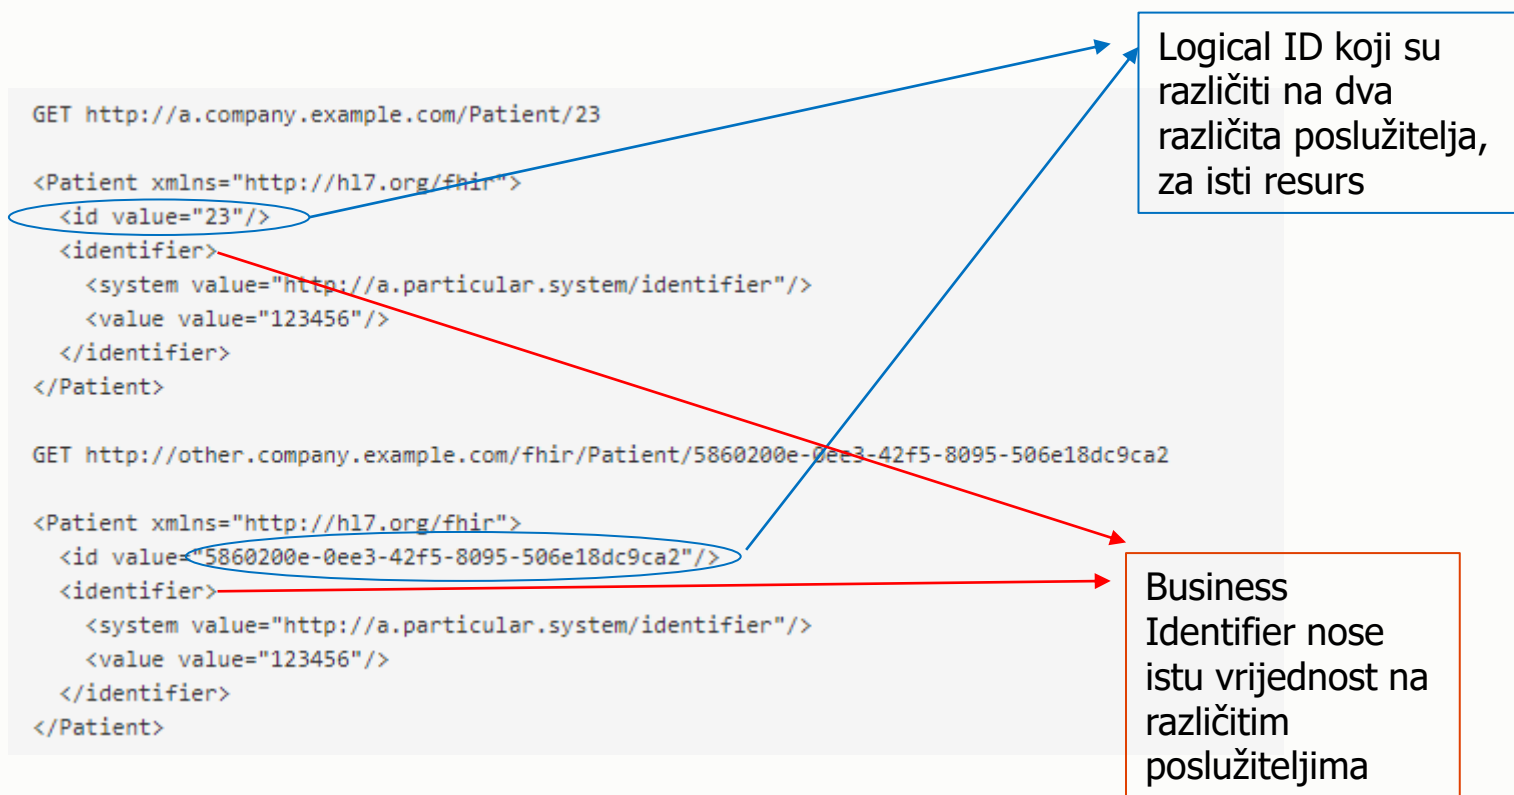 Logical ID koji su
različiti na dva
različita poslužitelja,
za isti resurs
GET http://a.company.example.com/Patient/23
<Patient xmlns="http://hl7.org/fhir">
<id value="23"/>
<identifier>
<system value="http://a.particular.system/identifier"/>
<value value="123456"/>
</identifier>
</Patient>
GET http://other.company.example.com/fhir/Patient/5860200e-0ee3-42f5-8095-506e18dc9ca2
<Patient xmlns="http://hl7.org/fhir">
<id value="5860200e-0ee3-42f5-8095-506e18dc9ca2"/>
<identifier>
<system value="http://a.particular.system/identifier"/>
<value value="123456"/>
</identifier>
</Patient>
Business
Identifier nose
istu vrijednost na
različitim
poslužiteljima